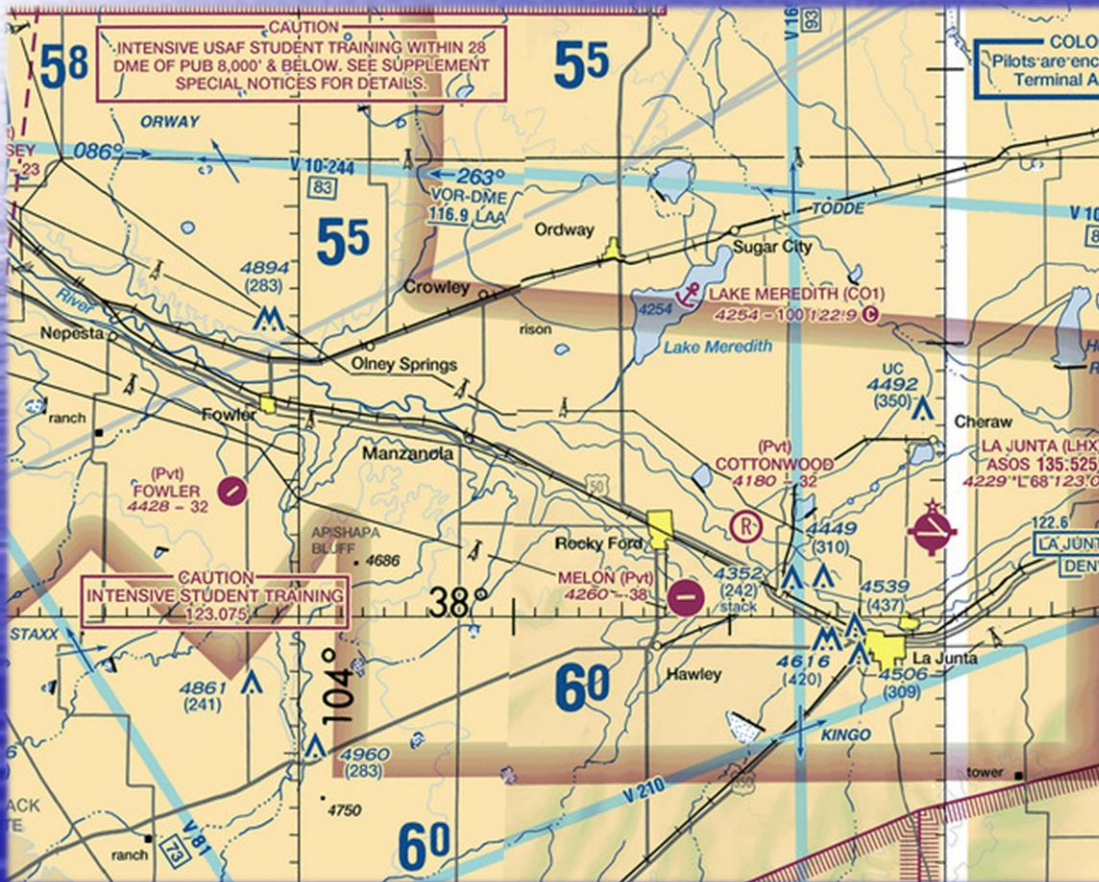 CAUTION
INTENSIVE USAF STUDENT TRAINING WITHIN 28
DME OF PUB 8,000' & BELOW. SEE SUPPLEMENT
SPECIAL NOTICES FOR DETAILS.
58
55
V 16
93
COLO
Pilots are enc
Terminal A
ORWAY
SEY
- 23
086°
V 10-244
83
263°
VOR-DME
116.9 LAA
TODDE
V 10
8
55
Ordway
Sugar City
4894
(283)
Crowley
LAKE MEREDITH (CO1)
4254 - 100 122.9 C
4254
River
Nepesta
rison
Lake Meredith
Olney Springs
UC
4492
(350)
H
R
ranch
Fowler
Cheraw
Manzanola
(Pvt)
COTTONWOOD
4180 - 32
LA JUNTA (LHX
ASOS 135.525
4229 *L 68 123.0
(Pvt)
FOWLER
4428 - 32
50
R
APISHAPA
BLUFF
4686
Rocky Ford
4449
(310)
122.6
LA JUNT
DEN
CAUTION
INTENSIVE STUDENT TRAINING
123.075
MELON (Pvt)
4260 - 38
4352
(242)
stack
4539
(437)
38°
STAXX
La Junta
Hawley
4616
(420)
4506
(309)
4861
(241)
104°
60
KINGO
4960
(283)
6
tower
350
V 210
4750
ACK
TE
60
V 81
73
ranch